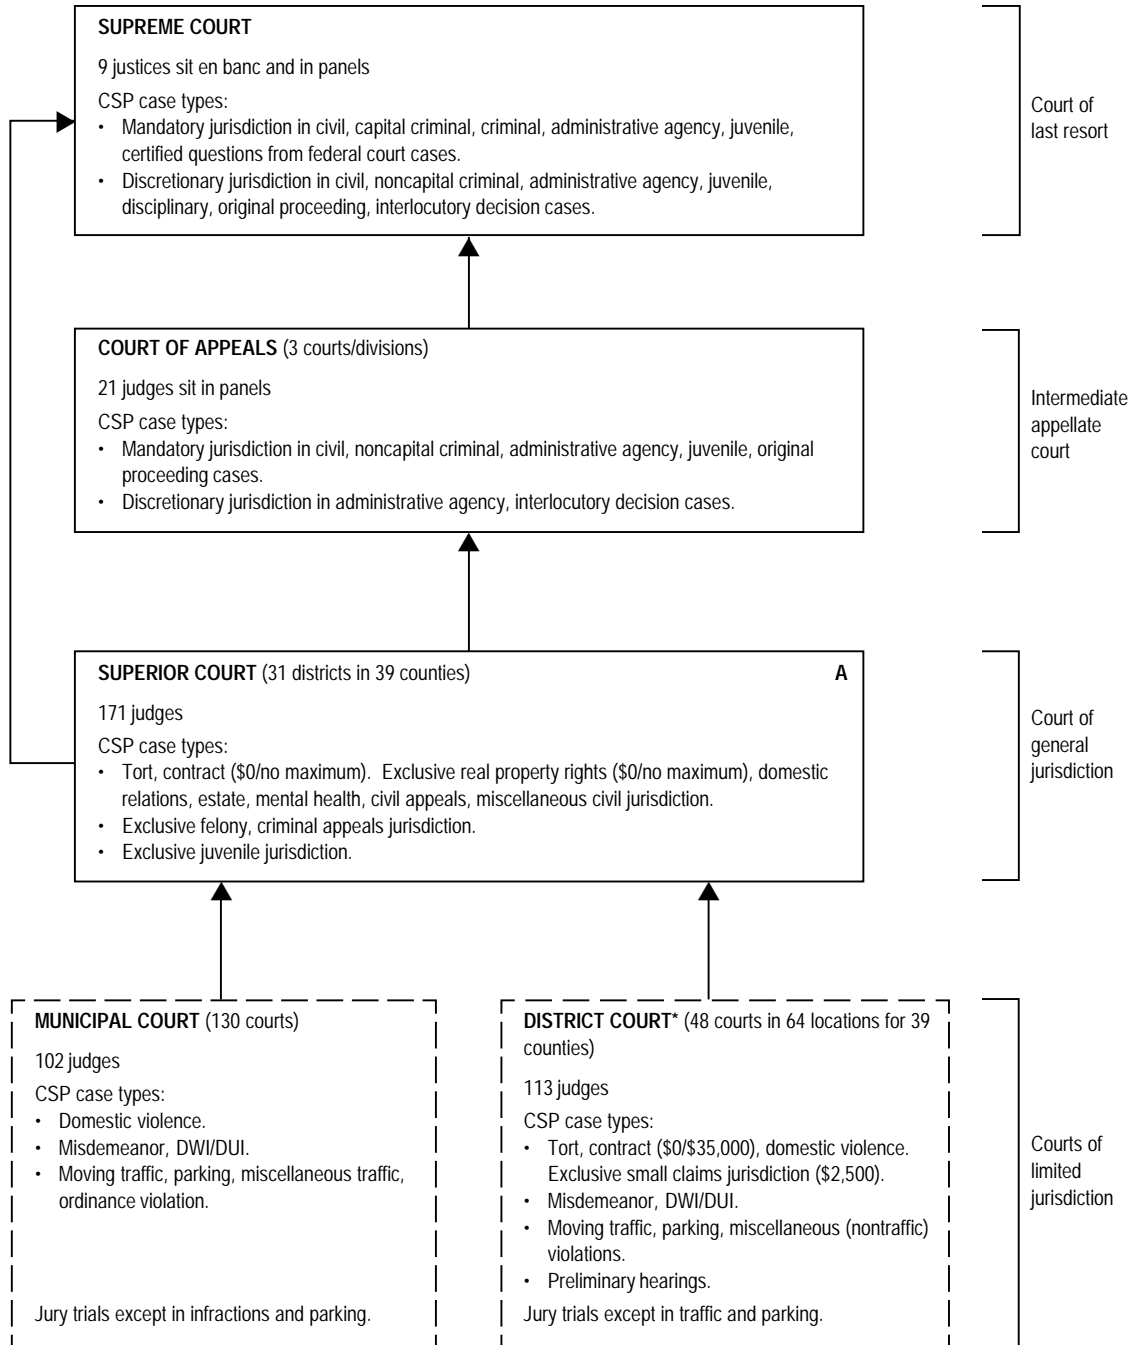 SUPREME COURT
9 justices sit en banc and in panels
CSP case types:
• Mandatory jurisdiction in civil, capital criminal, criminal, administrative agency, juvenile,
certified questions from federal court cases.
• Discretionary jurisdiction in civil, noncapital criminal, administrative agency, juvenile,
disciplinary, original proceeding, interlocutory decision cases.
Court of
last resort
COURT OF APPEALS (3 courts/divisions)
21 judges sit in panels
CSP case types:
• Mandatory jurisdiction in civil, noncapital criminal, administrative agency, juvenile, original
proceeding cases.
• Discretionary jurisdiction in administrative agency, interlocutory decision cases.
Intermediate
appellate
court
SUPERIOR COURT (31 districts in 39 counties) A
171 judges
CSP case types:
• Tort, contract ($0/no maximum). Exclusive real property rights ($0/no maximum), domestic
relations, estate, mental health, civil appeals, miscellaneous civil jurisdiction.
• Exclusive felony, criminal appeals jurisdiction.
• Exclusive juvenile jurisdiction.
Court of
general
jurisdiction
MUNICIPAL COURT (130 courts)
102 judges
CSP case types:
• Domestic violence.
• Misdemeanor, DWI/DUI.
• Moving traffic, parking, miscellaneous traffic,
ordinance violation.
Jury trials except in infractions and parking.
DISTRICT COURT* (48 courts in 64 locations for 39
counties)
113 judges
CSP case types:
• Tort, contract ($0/$35,000), domestic violence.
Exclusive small claims jurisdiction ($2,500).
• Misdemeanor, DWI/DUI.
• Moving traffic, parking, miscellaneous (nontraffic)
violations.
• Preliminary hearings.
Jury trials except in traffic and parking.
Courts of
limited
jurisdiction